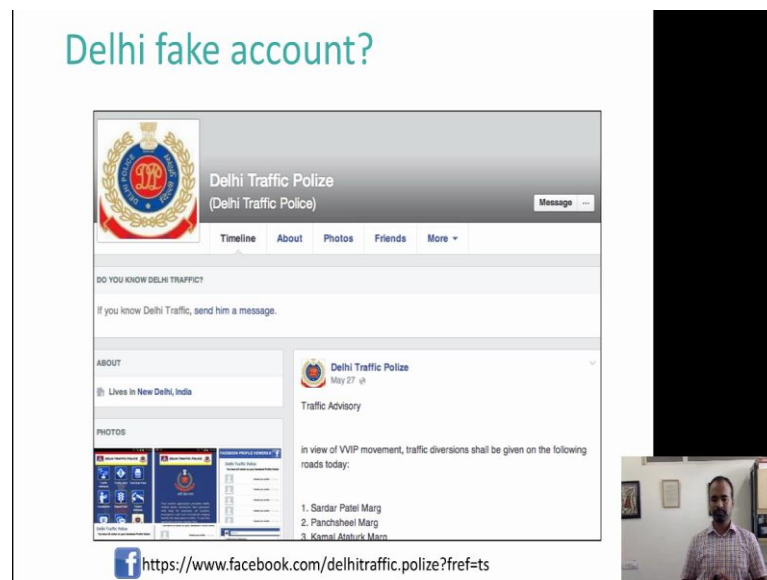 Delhi fake account?
Delhi Traffic Polize
(Delhi Traffic Police)
Message
Timeline About Photos Friends More
DO YOU KNOW DELHI TRAFFIC?
If you know Delhi Traffic, send him a message.
ABOUT
Lives in New Delhi, India
PHOTOS
Delhi Traffic Polize
May 27
Traffic Advisory
in view of VVIP movement, traffic diversions shall be given on the following
roads today:
1. Sardar Patel Marg
2. Panchsheel Marg
3. Kamal Ataturk Marg
https://www.facebook.com/delhitraffic.polize?fref=ts